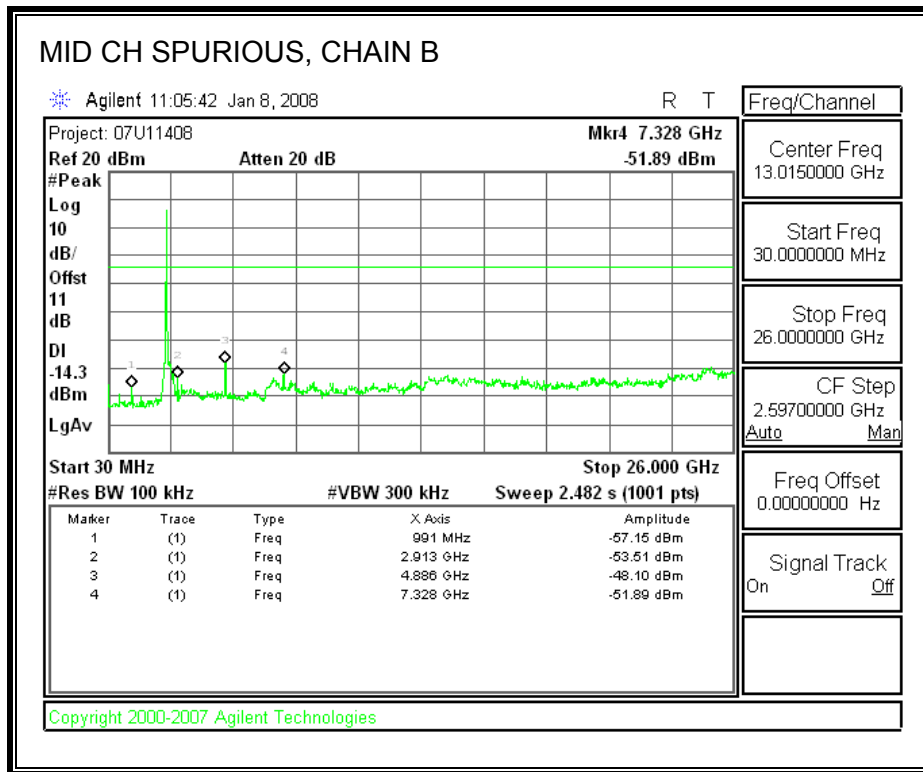 MID CH SPURIOUS, CHAIN B
Agilent 11:05:42 Jan 8, 2008 R T
Project: 07U11408 Mkr4 7.328 GHz
Ref 20 dBm Atten 20 dB -51.89 dBm
#Peak
Log
10
dB/
Offst
11
dB
DI
-14.3
dBm
LgAv
1
2
3
4
Start 30 MHz Stop 26.000 GHz
#Res BW 100 kHz #VBW 300 kHz Sweep 2.482 s (1001 pts)
Marker Trace Type X Axis Amplitude
1 (1) Freq 991 MHz -57.15 dBm
2 (1) Freq 2.913 GHz -53.51 dBm
3 (1) Freq 4.886 GHz -48.10 dBm
4 (1) Freq 7.328 GHz -51.89 dBm
Copyright 2000-2007 Agilent Technologies
Freq/Channel
Center Freq
13.0150000 GHz
Start Freq
30.0000000 MHz
Stop Freq
26.0000000 GHz
CF Step
2.59700000 GHz
Auto Man
Freq Offset
0.00000000 Hz
Signal Track
On Off